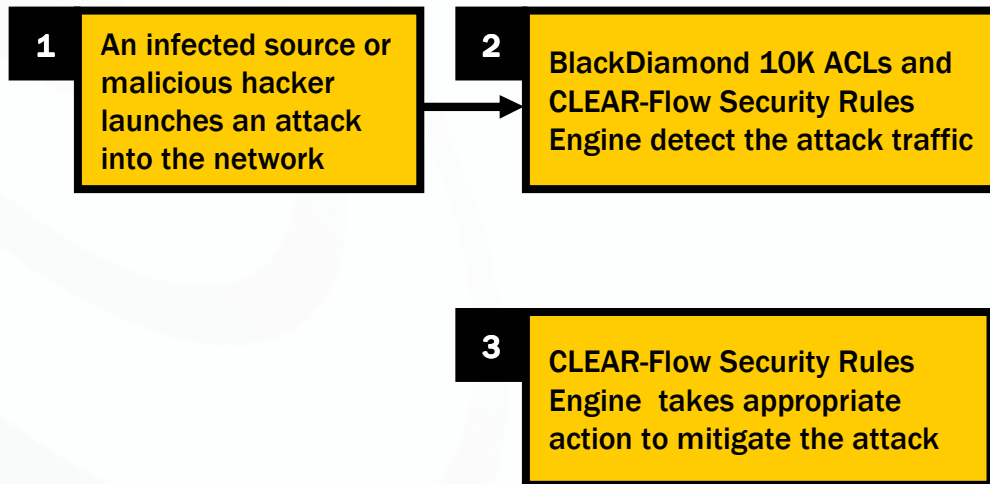 1
An infected source or
malicious hacker
launches an attack
into the network
2
BlackDiamond 10K ACLs and
CLEAR-Flow Security Rules
Engine detect the attack traffic
3
CLEAR-Flow Security Rules
Engine takes appropriate
action to mitigate the attack